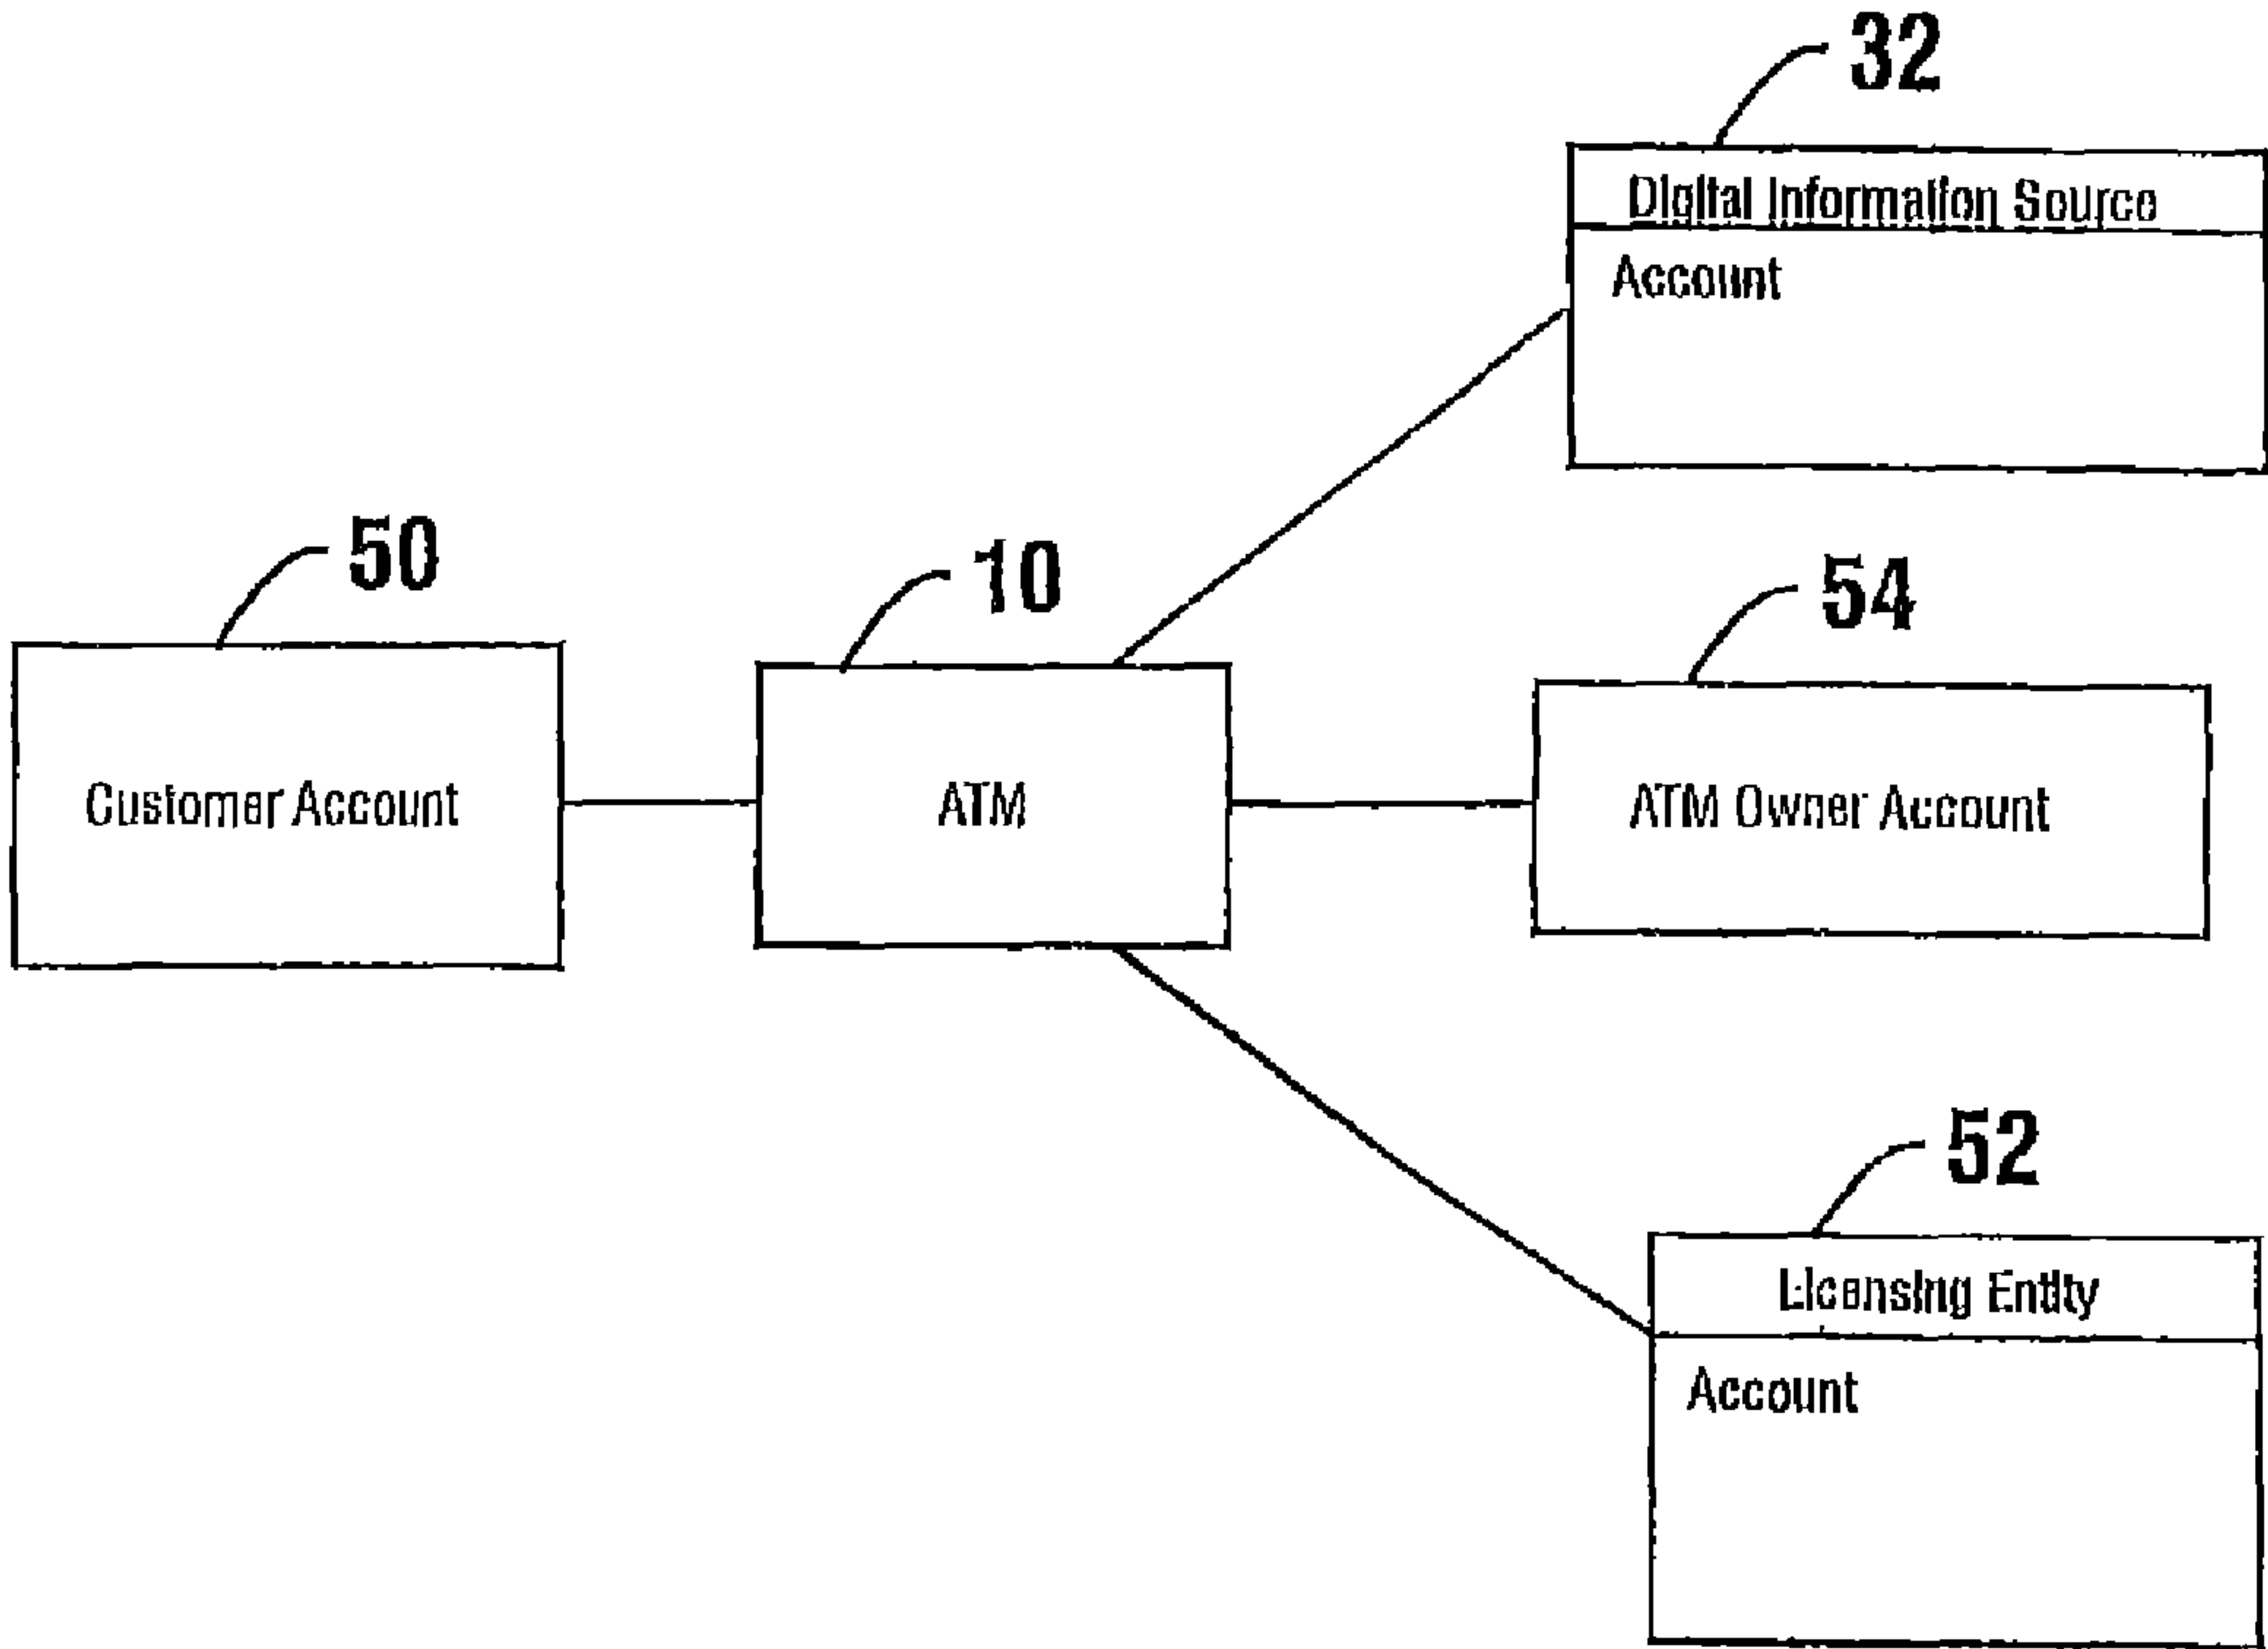 32
Digital Information Source
Account
50
10
54
Customer Account
ATM
ATM Owner Account
52
Licensing Entity
Account